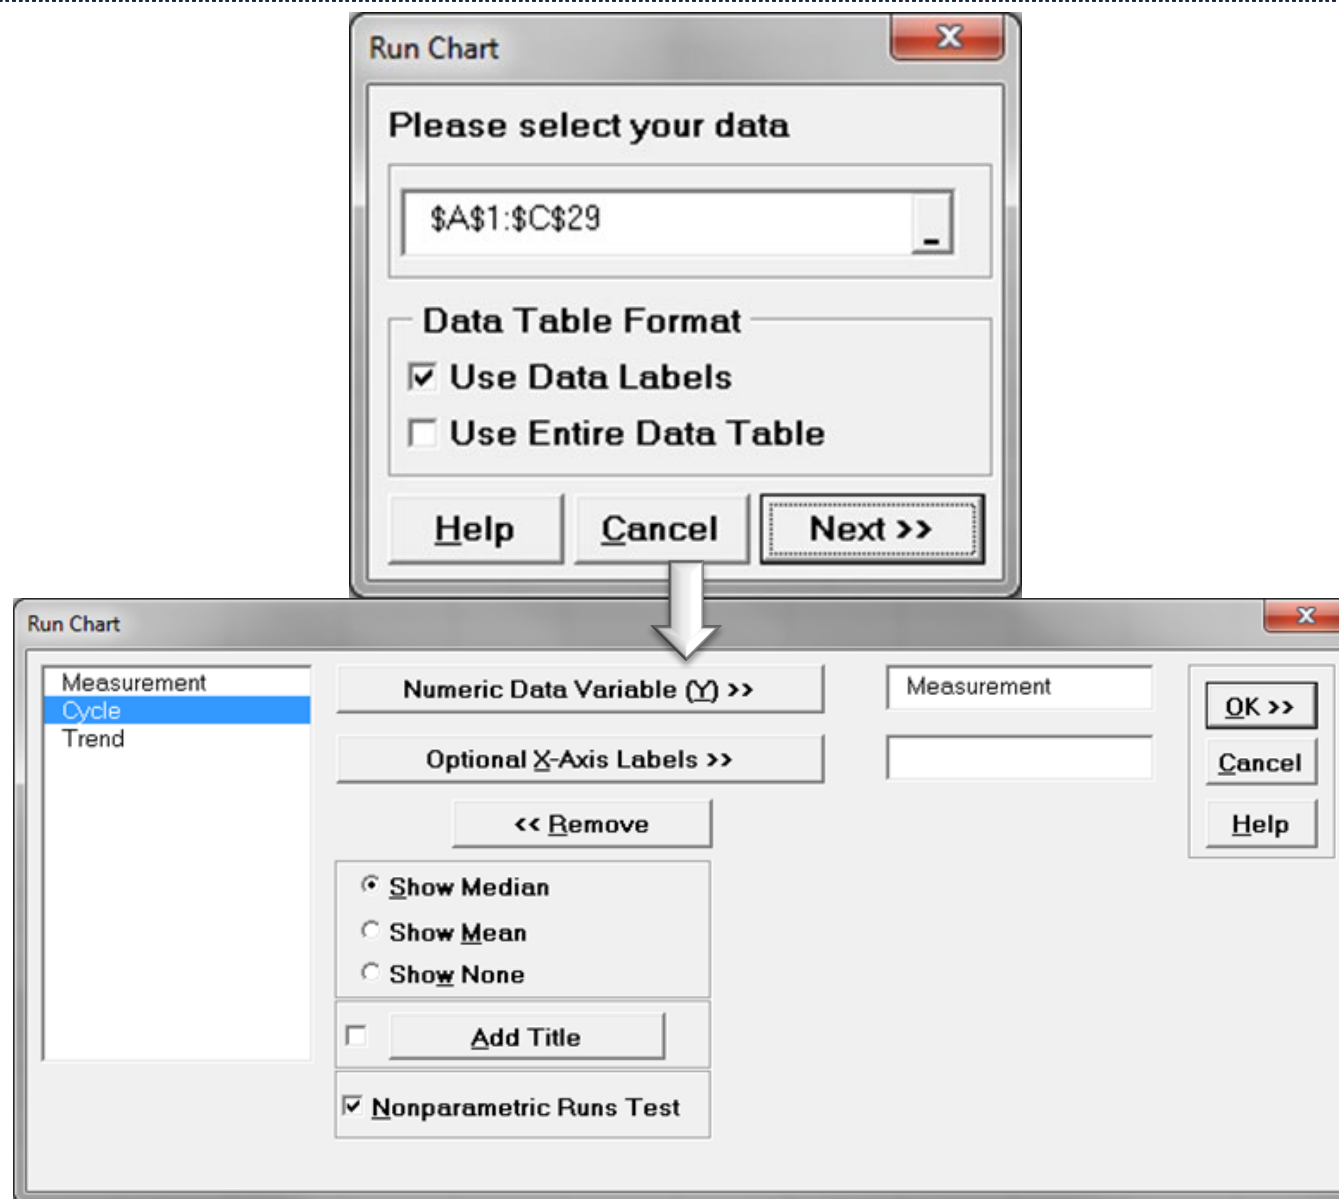 Run Chart
Please select your data
$A$1:$C$29
Data Table Format
Use Data Labels
Use Entire Data Table
Help Cancel Next >>
Run Chart
Measurement
Cycle
Trend
Numeric Data Variable (Y) >>
Measurement
Optional X-Axis Labels >>
<< Remove
Show Median
Show Mean
Show None
Add Title
Nonparametric Runs Test
OK >>
Cancel
Help